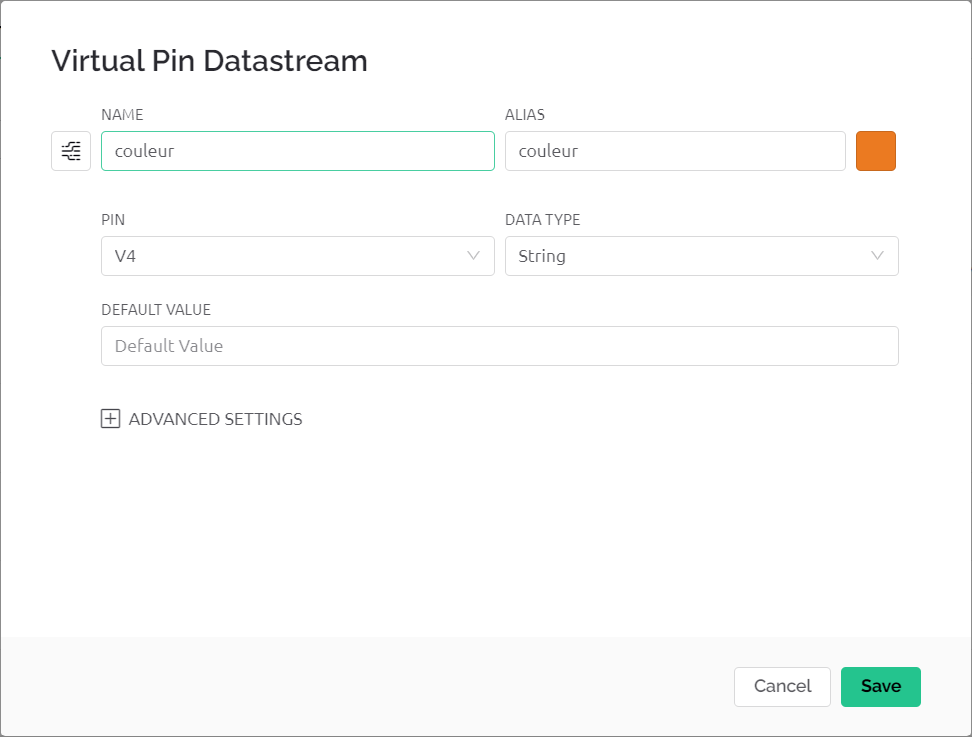 Virtual Pin Datastream
NAME ALIAS
couleur couleur
PIN DATA TYPE
V4 String
DEFAULT VALUE
Default Value
ADVANCED SETTINGS
Cancel Save